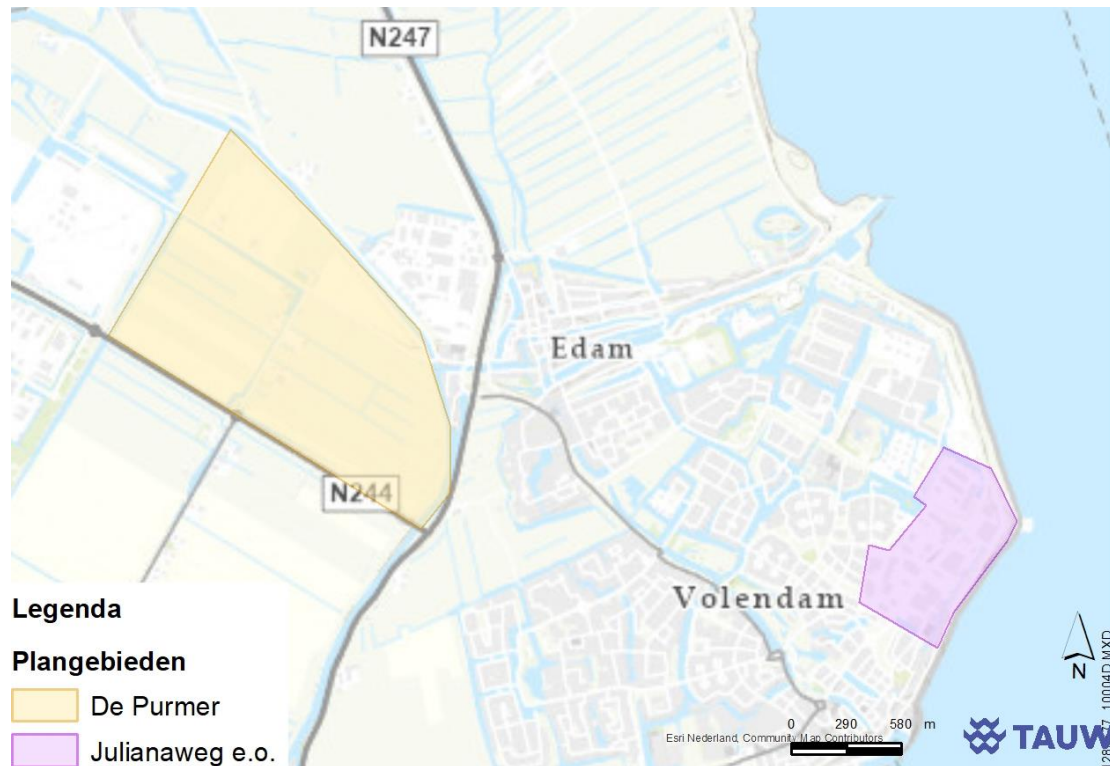 N247
Edam
N244
Volendam
Legenda
Plangebieden
De Purmer
Julianaweg e.o.
N
0 290 580 m
Esri Nederland, Community Map Contributors
TAUW